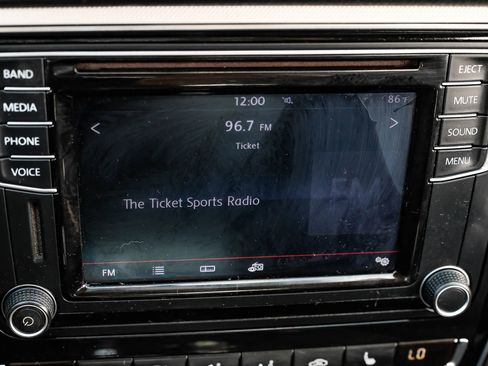 BAND
EJECT
12:00
86°F
MEDIA
MUTE
96.7 FM
PHONE
SOUND
Ticket
VOICE
MENU
FM
The Ticket Sports Radio
FM
LO